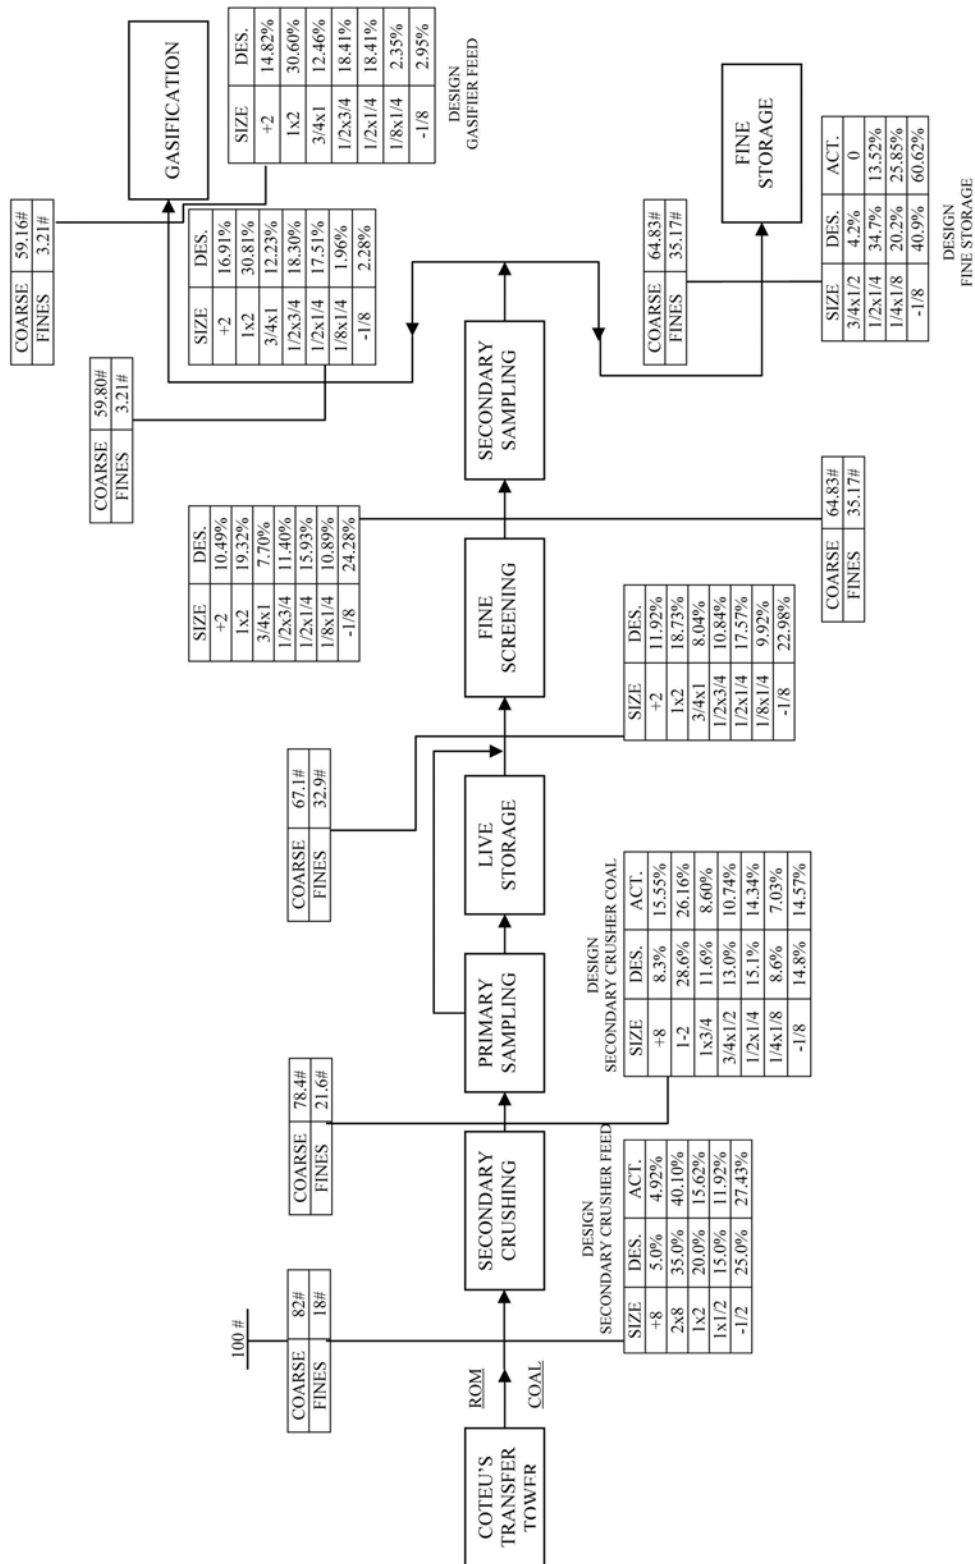 100 #
COARSE 82#
FINES 18#
COARSE 78.4#
FINES 21.6#
COARSE 67.1#
FINES 32.9#
SIZE DES.
+2 10.49%
1x2 19.32%
3/4x1 7.70%
1/2x3/4 11.40%
1/2x1/4 15.93%
1/8x1/4 10.89%
-1/8 24.28%
COARSE 59.80#
FINES 3.21#
COARSE 59.16#
FINES 3.21#
SIZE DES.
+2 16.91%
1x2 30.81%
3/4x1 12.23%
1/2x3/4 18.30%
1/2x1/4 17.51%
1/8x1/4 1.96%
-1/8 2.28%
GASIFICATION
SIZE DES.
+2 14.82%
1x2 30.60%
3/4x1 12.46%
1/2x3/4 18.41%
1/2x1/4 18.41%
1/8x1/4 2.35%
-1/8 2.95%
DESIGN
GASIFIER FEED
COTEU'S
TRANSFER
TOWER
ROM
COAL
SECONDARY
CRUSHING
PRIMARY
SAMPLING
LIVE
STORAGE
FINE
SCREENING
SECONDARY
SAMPLING
DESIGN
SECONDARY CRUSHER FEED
SIZE DES. ACT.
+8 5.0% 4.92%
2x8 35.0% 40.10%
1x2 20.0% 15.62%
1x1/2 15.0% 11.92%
-1/2 25.0% 27.43%
DESIGN
SECONDARY CRUSHER COAL
SIZE DES. ACT.
+8 8.3% 15.55%
1-2 28.6% 26.16%
1x3/4 11.6% 8.60%
3/4x1/2 13.0% 10.74%
1/2x1/4 15.1% 14.34%
1/4x1/8 8.6% 7.03%
-1/8 14.8% 14.57%
SIZE DES.
+2 11.92%
1x2 18.73%
3/4x1 8.04%
1/2x3/4 10.84%
1/2x1/4 17.57%
1/8x1/4 9.92%
-1/8 22.98%
COARSE 64.83#
FINES 35.17#
COARSE 64.83#
FINES 35.17#
FINE
STORAGE
SIZE DES. ACT.
3/4x1/2 4.2% 0
1/2x1/4 34.7% 13.52%
1/4x1/8 20.2% 25.85%
-1/8 40.9% 60.62%
DESIGN
FINE STORAGE